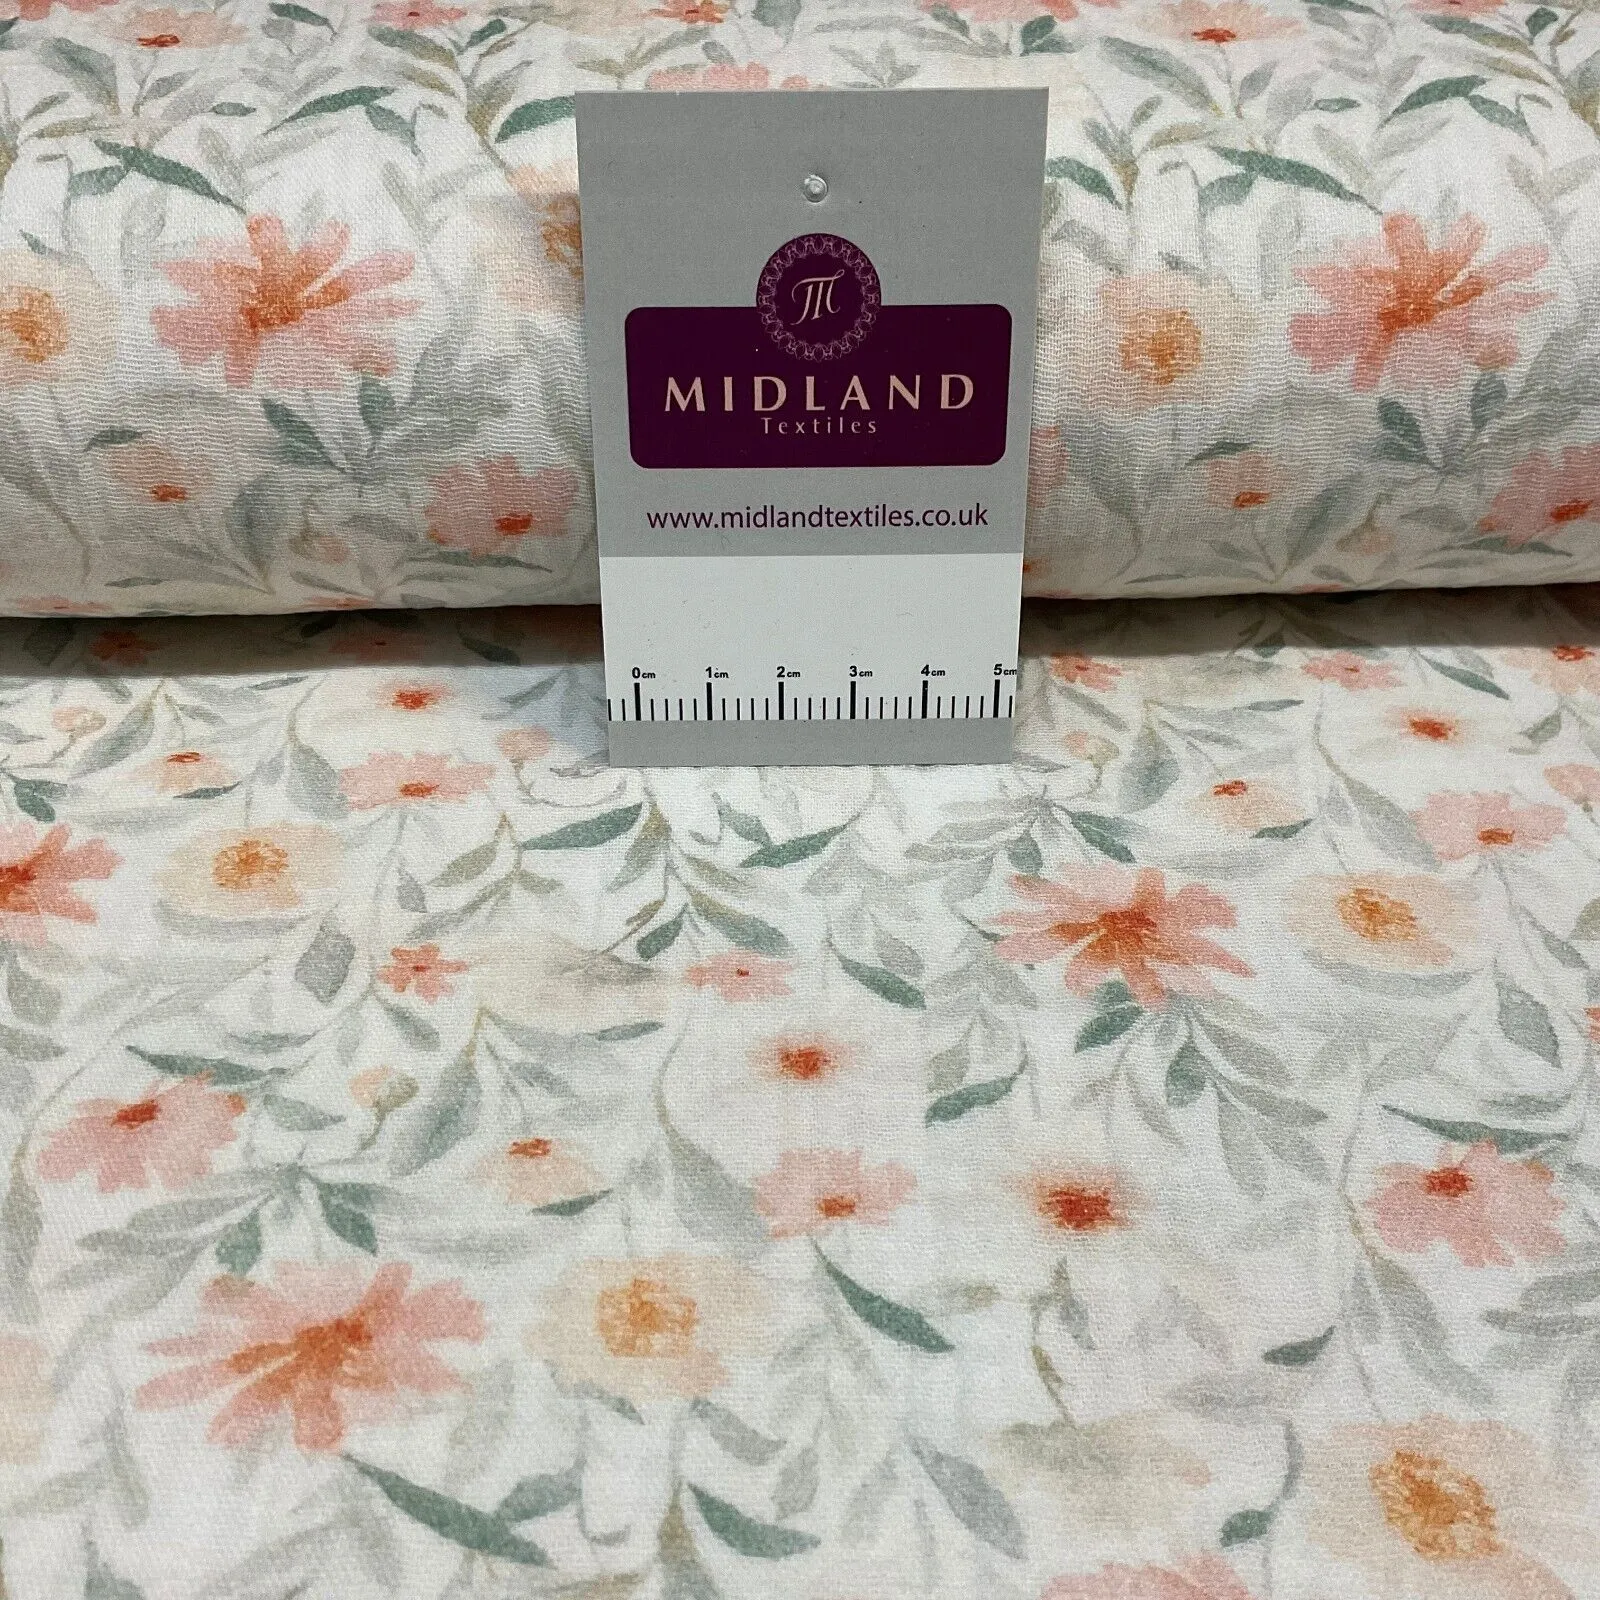 M
MIDLAND
Textiles
www.midlandtextiles.co.uk
0cm 1cm 2cm 3cm 4cm 5cm